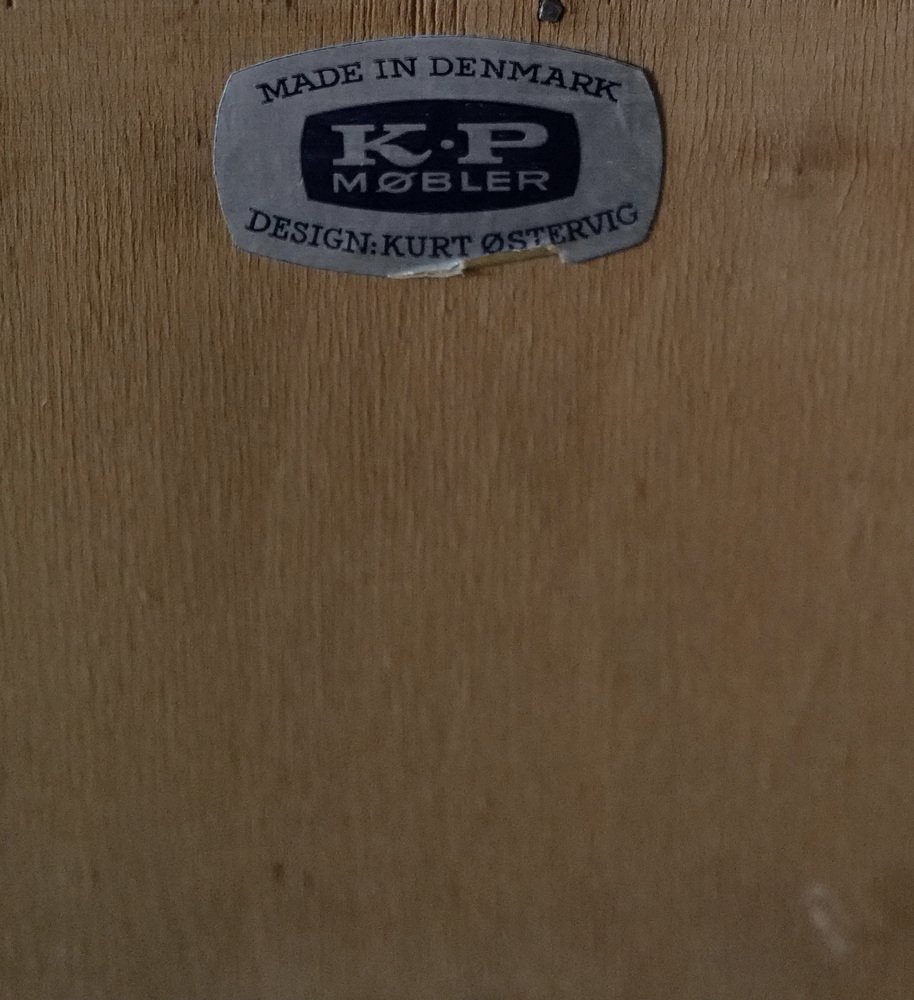 MADE IN DENMARK
K·P
MØBLER
DESIGN: KURT ØSTERVIG